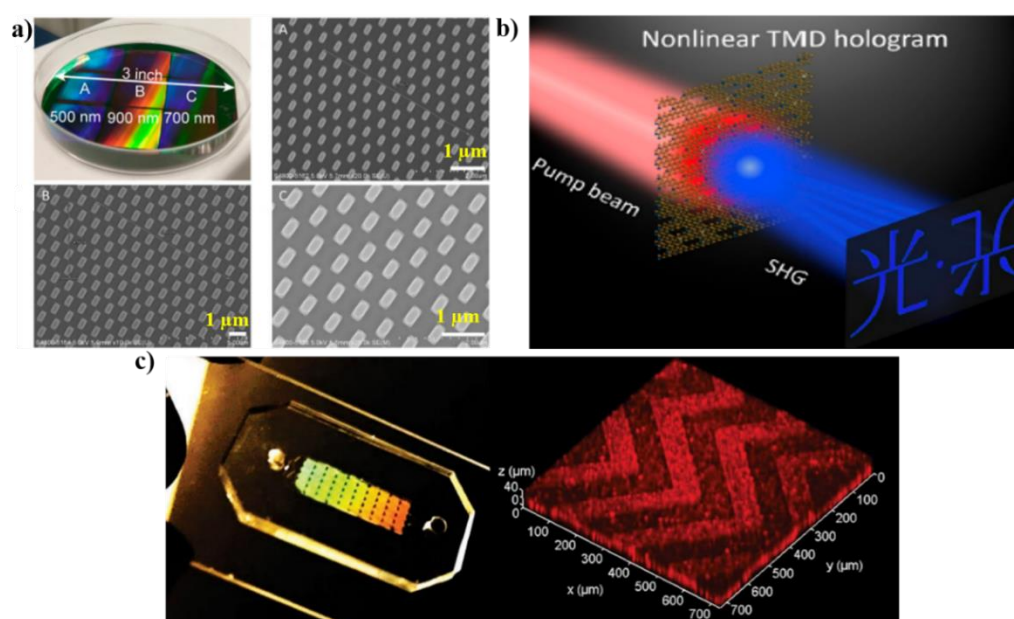 a)
3 inch
A B C
500 nm 900 nm 700 nm
A
1 µm
B
1 µm
C
1 µm
b)
Nonlinear TMD hologram
Pump beam
SHG
光·
c)
z (µm)
40
0
0
100
200
300
400
500
600
700
x (µm)
0
100
200
300
400
500
600
700
y (µm)